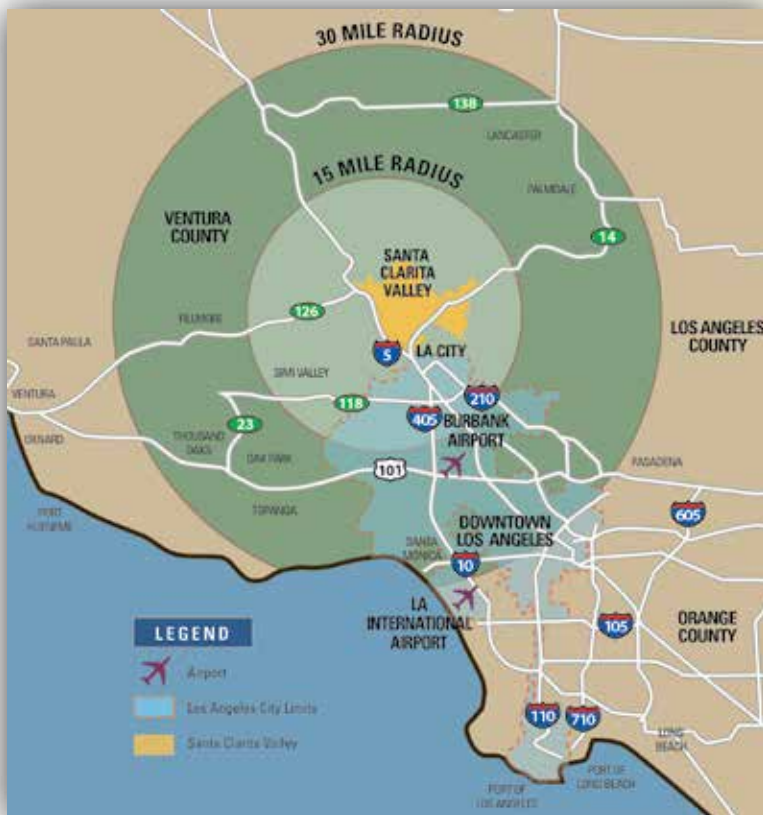 30 MILE RADIUS
138
LANCASTER
15 MILE RADIUS
PALMDALE
VENTURA
COUNTY
14
SANTA
CLARITA
VALLEY
126
FILLMORE
LOS ANGELES
COUNTY
SANTA PAULA
5
LA CITY
SIMI VALLEY
VENTURA
118
210
405
BURBANK
AIRPORT
23
OXNARD
THOUSAND
OAKS
OAK PARK
101
PASADENA
TOPANGA
PORT
HUENEME
605
DOWNTOWN
LOS ANGELES
SANTA
MONICA
10
LA
INTERNATIONAL
AIRPORT
105
ORANGE
COUNTY
LEGEND
Airport
Los Angeles City Limits
Santa Clarita Valley
110
710
LONG
BEACH
PORT OF
LOS ANGELES
PORT OF
LONG BEACH